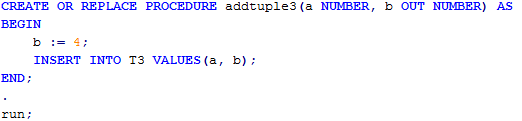 CREATE OR REPLACE PROCEDURE addtuple3(a NUMBER, b OUT NUMBER) AS
BEGIN
    b := 4;
    INSERT INTO T3 VALUES(a, b);
END;
.
run;